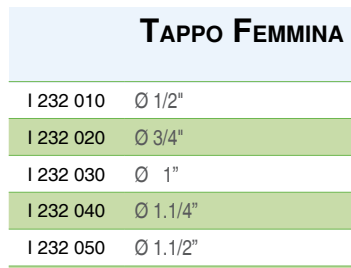 TAPPO FEMMINA
I 232 010 Ø 1/2"
I 232 020 Ø 3/4"
I 232 030 Ø 1”
I 232 040 Ø 1.1/4”
I 232 050 Ø 1.1/2”